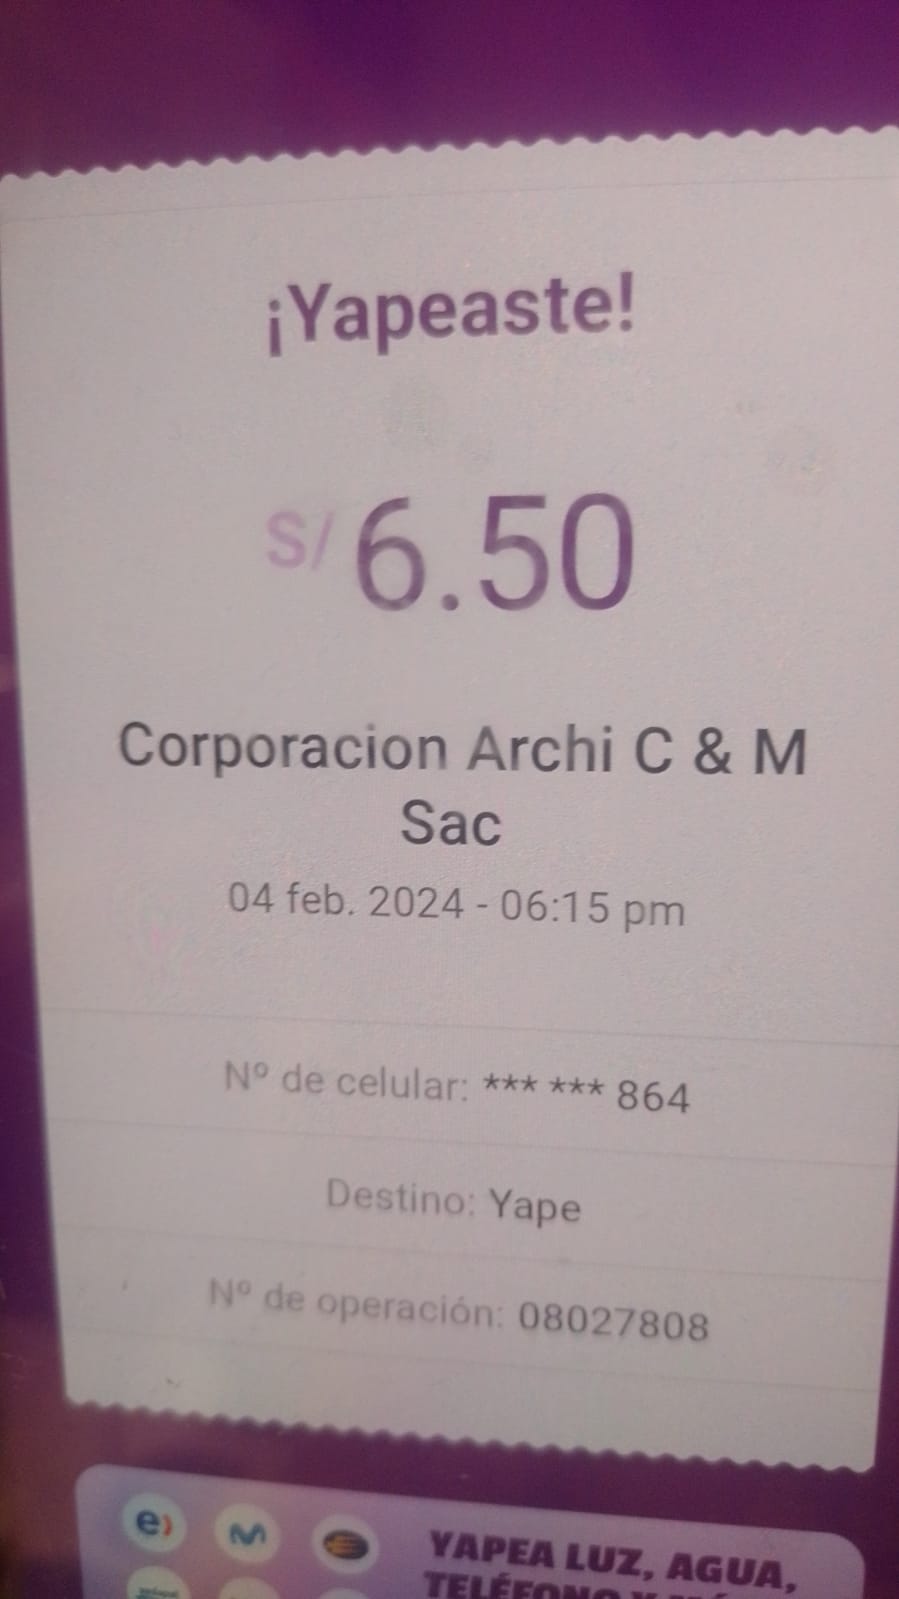 ¡Yapeaste!
S/ 6.50
Corporacion Archi C & M
Sac
04 feb. 2024 - 06:15 pm
Nº de celular: *** *** 864
Destino: Yape
Nº de operación: 08027808
e)
YAPEA LUZ, AGUA,
TELÉFONO Y